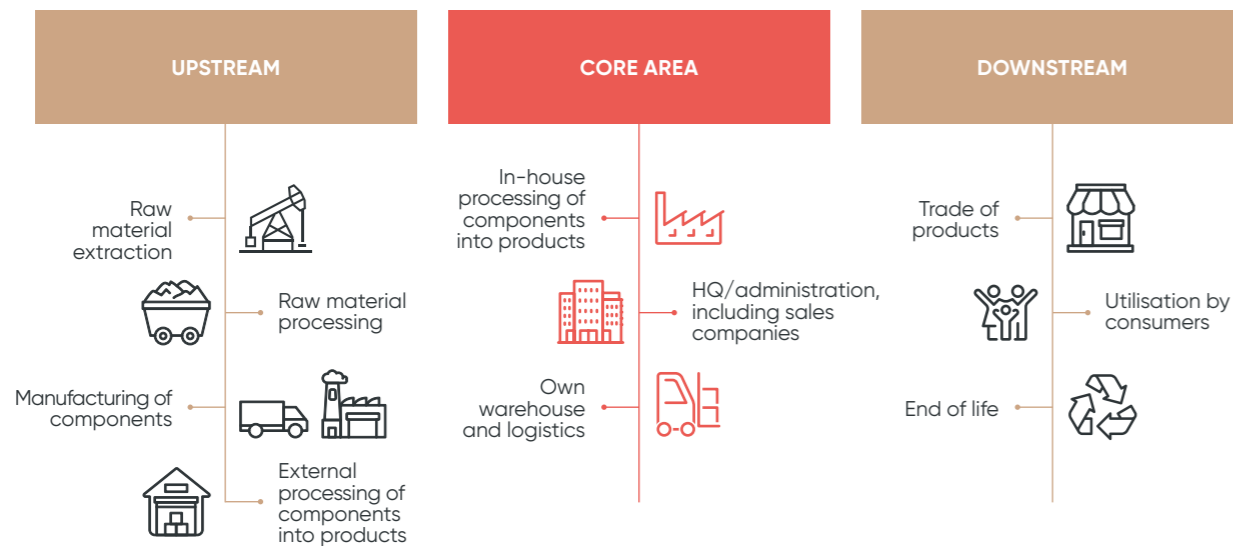 UPSTREAM
Raw
material
extraction
Raw material
processing
Manufacturing of
components
External
processing of
components
into products
CORE AREA
In-house
processing of
components
into products
HQ/administration,
including sales
companies
Own
warehouse
and logistics
DOWNSTREAM
Trade of
products
Utilisation by
consumers
End of life